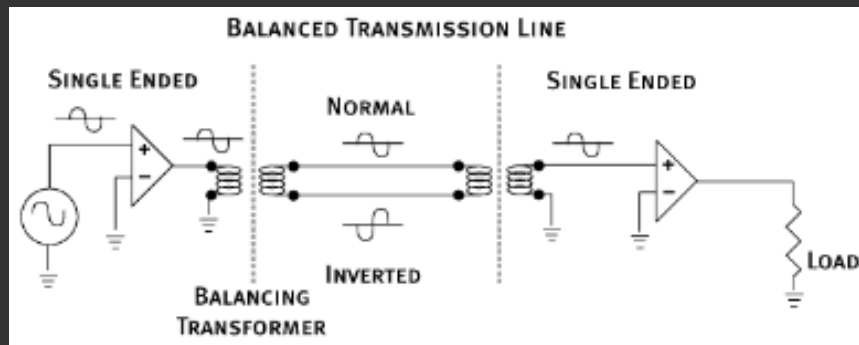 BALANCED TRANSMISSION LINE
SINGLE ENDED
SINGLE ENDED
NORMAL
+
−
+
−
INVERTED
LOAD
BALANCING
TRANSFORMER